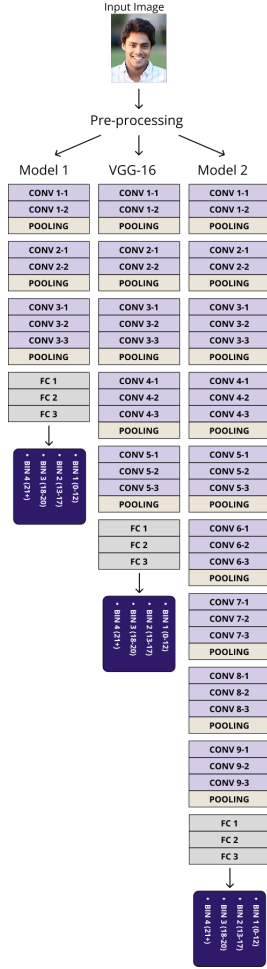 Input Image
Pre-processing
Model 1
CONV 1-1
CONV 1-2
POOLING
CONV 2-1
CONV 2-2
POOLING
CONV 3-1
CONV 3-2
CONV 3-3
POOLING
FC 1
FC 2
FC 3
• BIN 1 (0-12)
• BIN 2 (13-17)
• BIN 3 (18-20)
• BIN 4 (21+)
VGG-16
CONV 1-1
CONV 1-2
POOLING
CONV 2-1
CONV 2-2
POOLING
CONV 3-1
CONV 3-2
CONV 3-3
POOLING
CONV 4-1
CONV 4-2
CONV 4-3
POOLING
CONV 5-1
CONV 5-2
CONV 5-3
POOLING
FC 1
FC 2
FC 3
• BIN 1 (0-12)
• BIN 2 (13-17)
• BIN 3 (18-20)
• BIN 4 (21+)
Model 2
CONV 1-1
CONV 1-2
POOLING
CONV 2-1
CONV 2-2
POOLING
CONV 3-1
CONV 3-2
CONV 3-3
POOLING
CONV 4-1
CONV 4-2
CONV 4-3
POOLING
CONV 5-1
CONV 5-2
CONV 5-3
POOLING
CONV 6-1
CONV 6-2
CONV 6-3
POOLING
CONV 7-1
CONV 7-2
CONV 7-3
POOLING
CONV 8-1
CONV 8-2
CONV 8-3
POOLING
CONV 9-1
CONV 9-2
CONV 9-3
POOLING
FC 1
FC 2
FC 3
• BIN 1 (0-12)
• BIN 2 (13-17)
• BIN 3 (18-20)
• BIN 4 (21+)